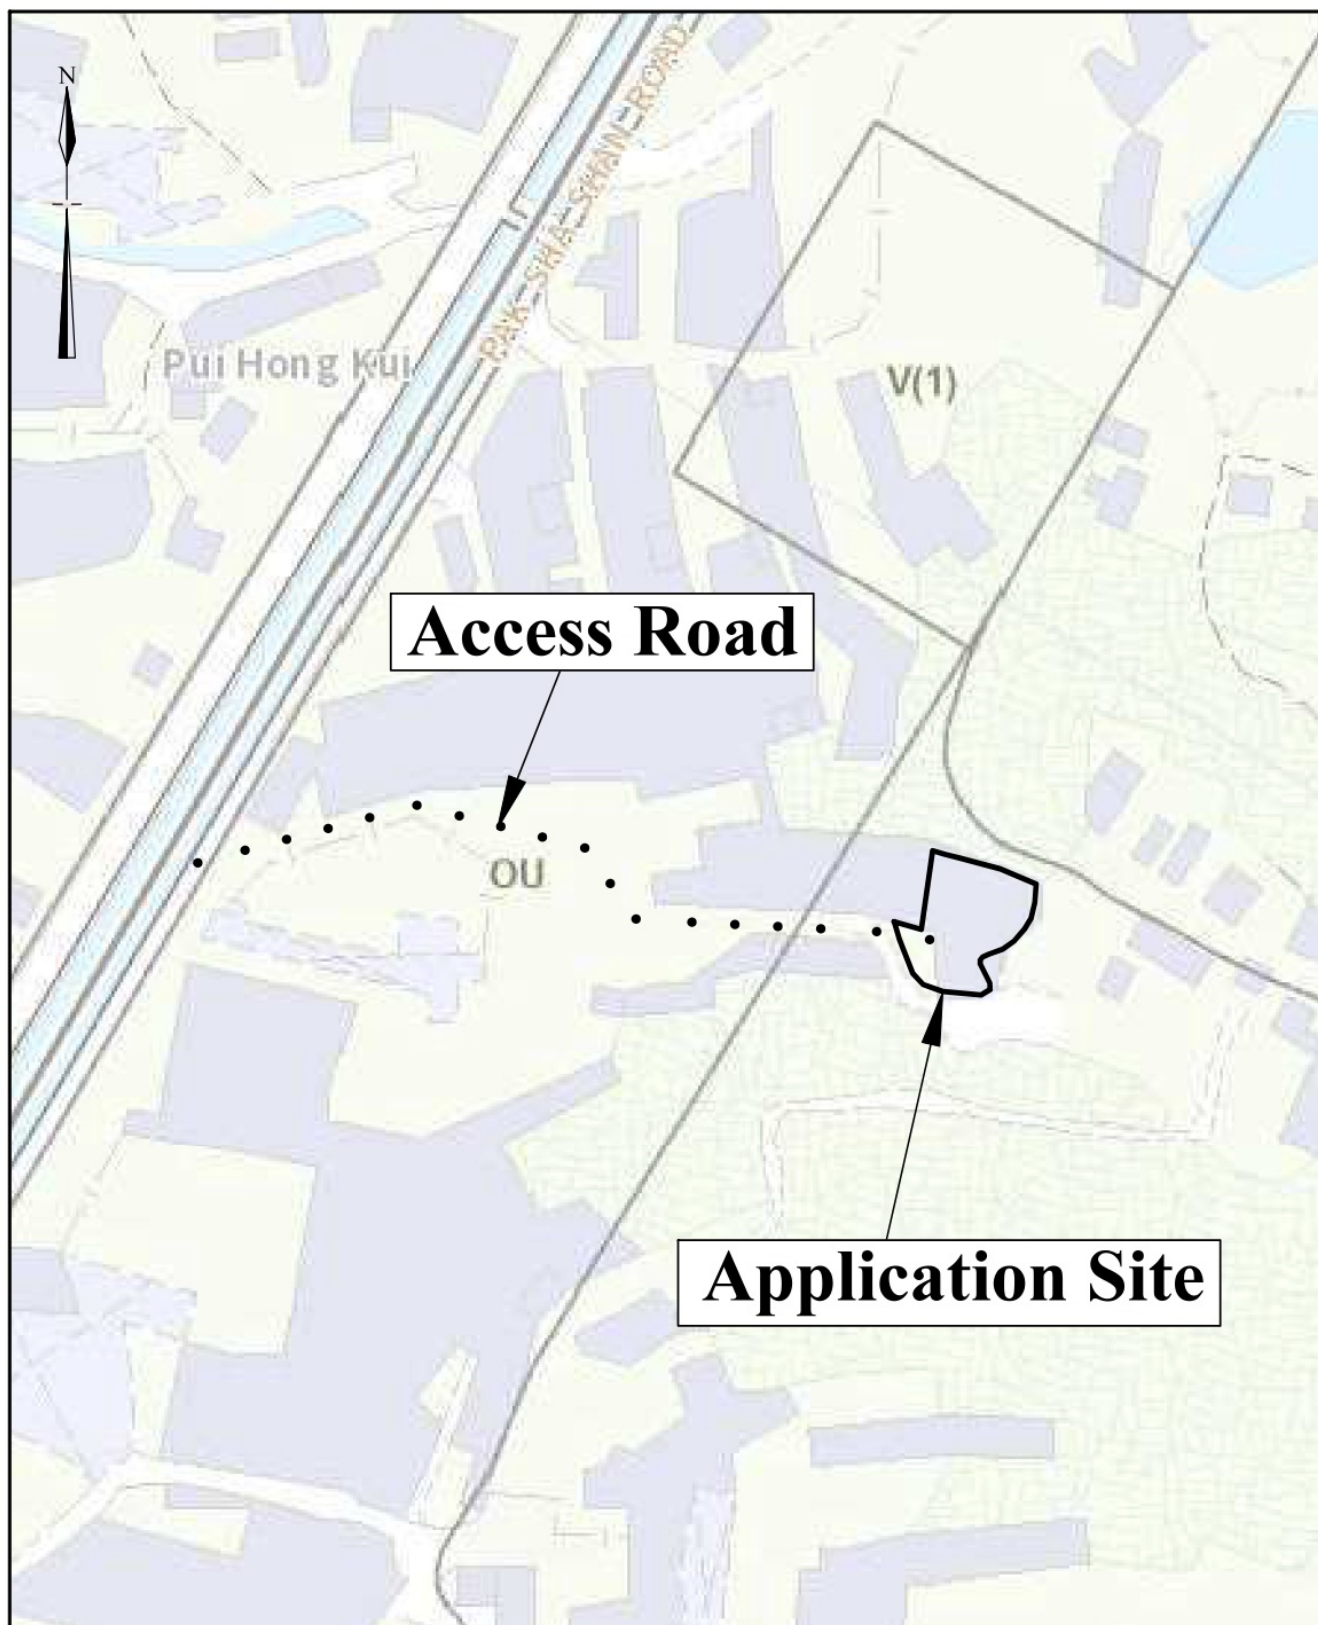 N
PAK SHA SHAN ROAD
Pui Hong Kui
V(1)
Access Road
OU
Application Site